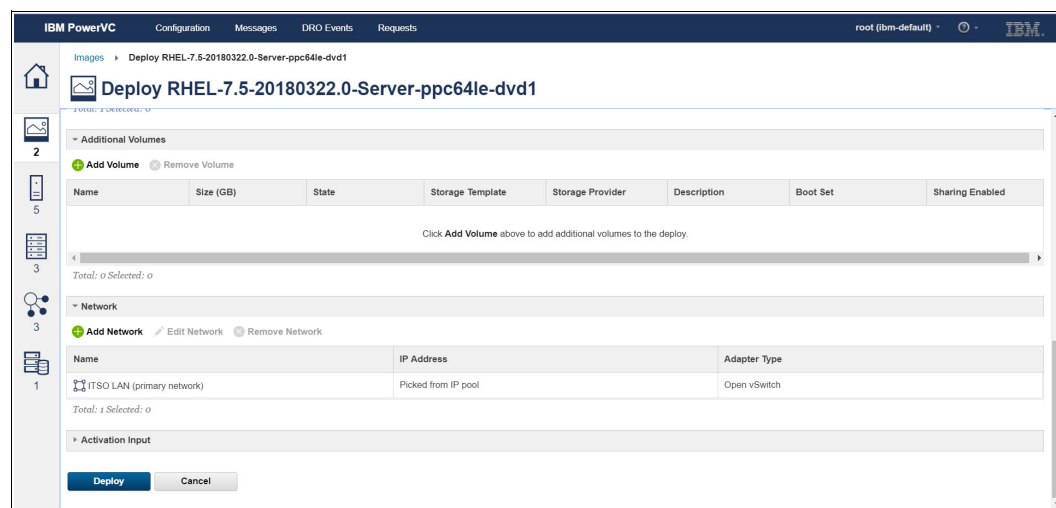 IBM PowerVC Configuration Messages DRO Events Requests root (ibm-default) ? IBM.
Images Deploy RHEL-7.5-20180322.0-Server-ppc64le-dvd1
Deploy RHEL-7.5-20180322.0-Server-ppc64le-dvd1
Total: 1 Selected: 0
Additional Volumes
2
Add Volume Remove Volume
Name Size (GB) State Storage Template Storage Provider Description Boot Set Sharing Enabled
5
Click Add Volume above to add additional volumes to the deploy.
3
Total: 0 Selected: 0
Network
3
Add Network Edit Network Remove Network
Name IP Address Adapter Type
1
ITSO LAN (primary network) Picked from IP pool Open vSwitch
Total: 1 Selected: 0
Activation Input
Deploy Cancel